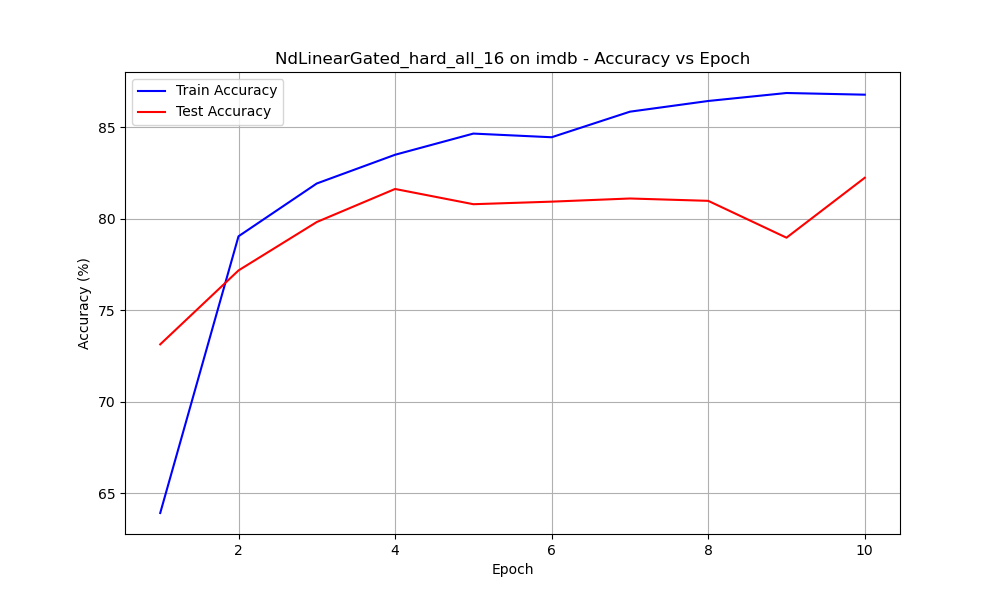 NdLinearGated_hard_all_16 on imdb - Accuracy vs Epoch
Train Accuracy
Test Accuracy
85
80
75
70
65
Accuracy (%)
2 4 6 8 10
Epoch